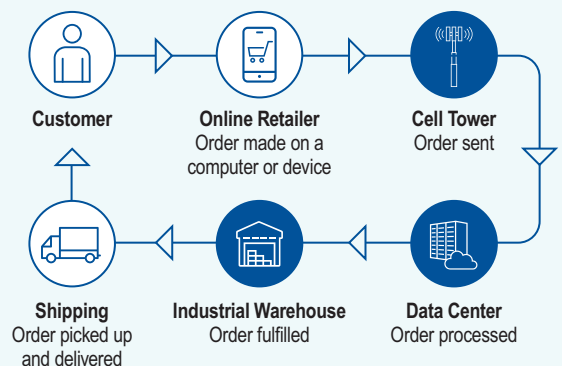 Customer
Online Retailer
Order made on a
computer or device
Cell Tower
Order sent
Shipping
Order picked up
and delivered
Industrial Warehouse
Order fulfilled
Data Center
Order processed